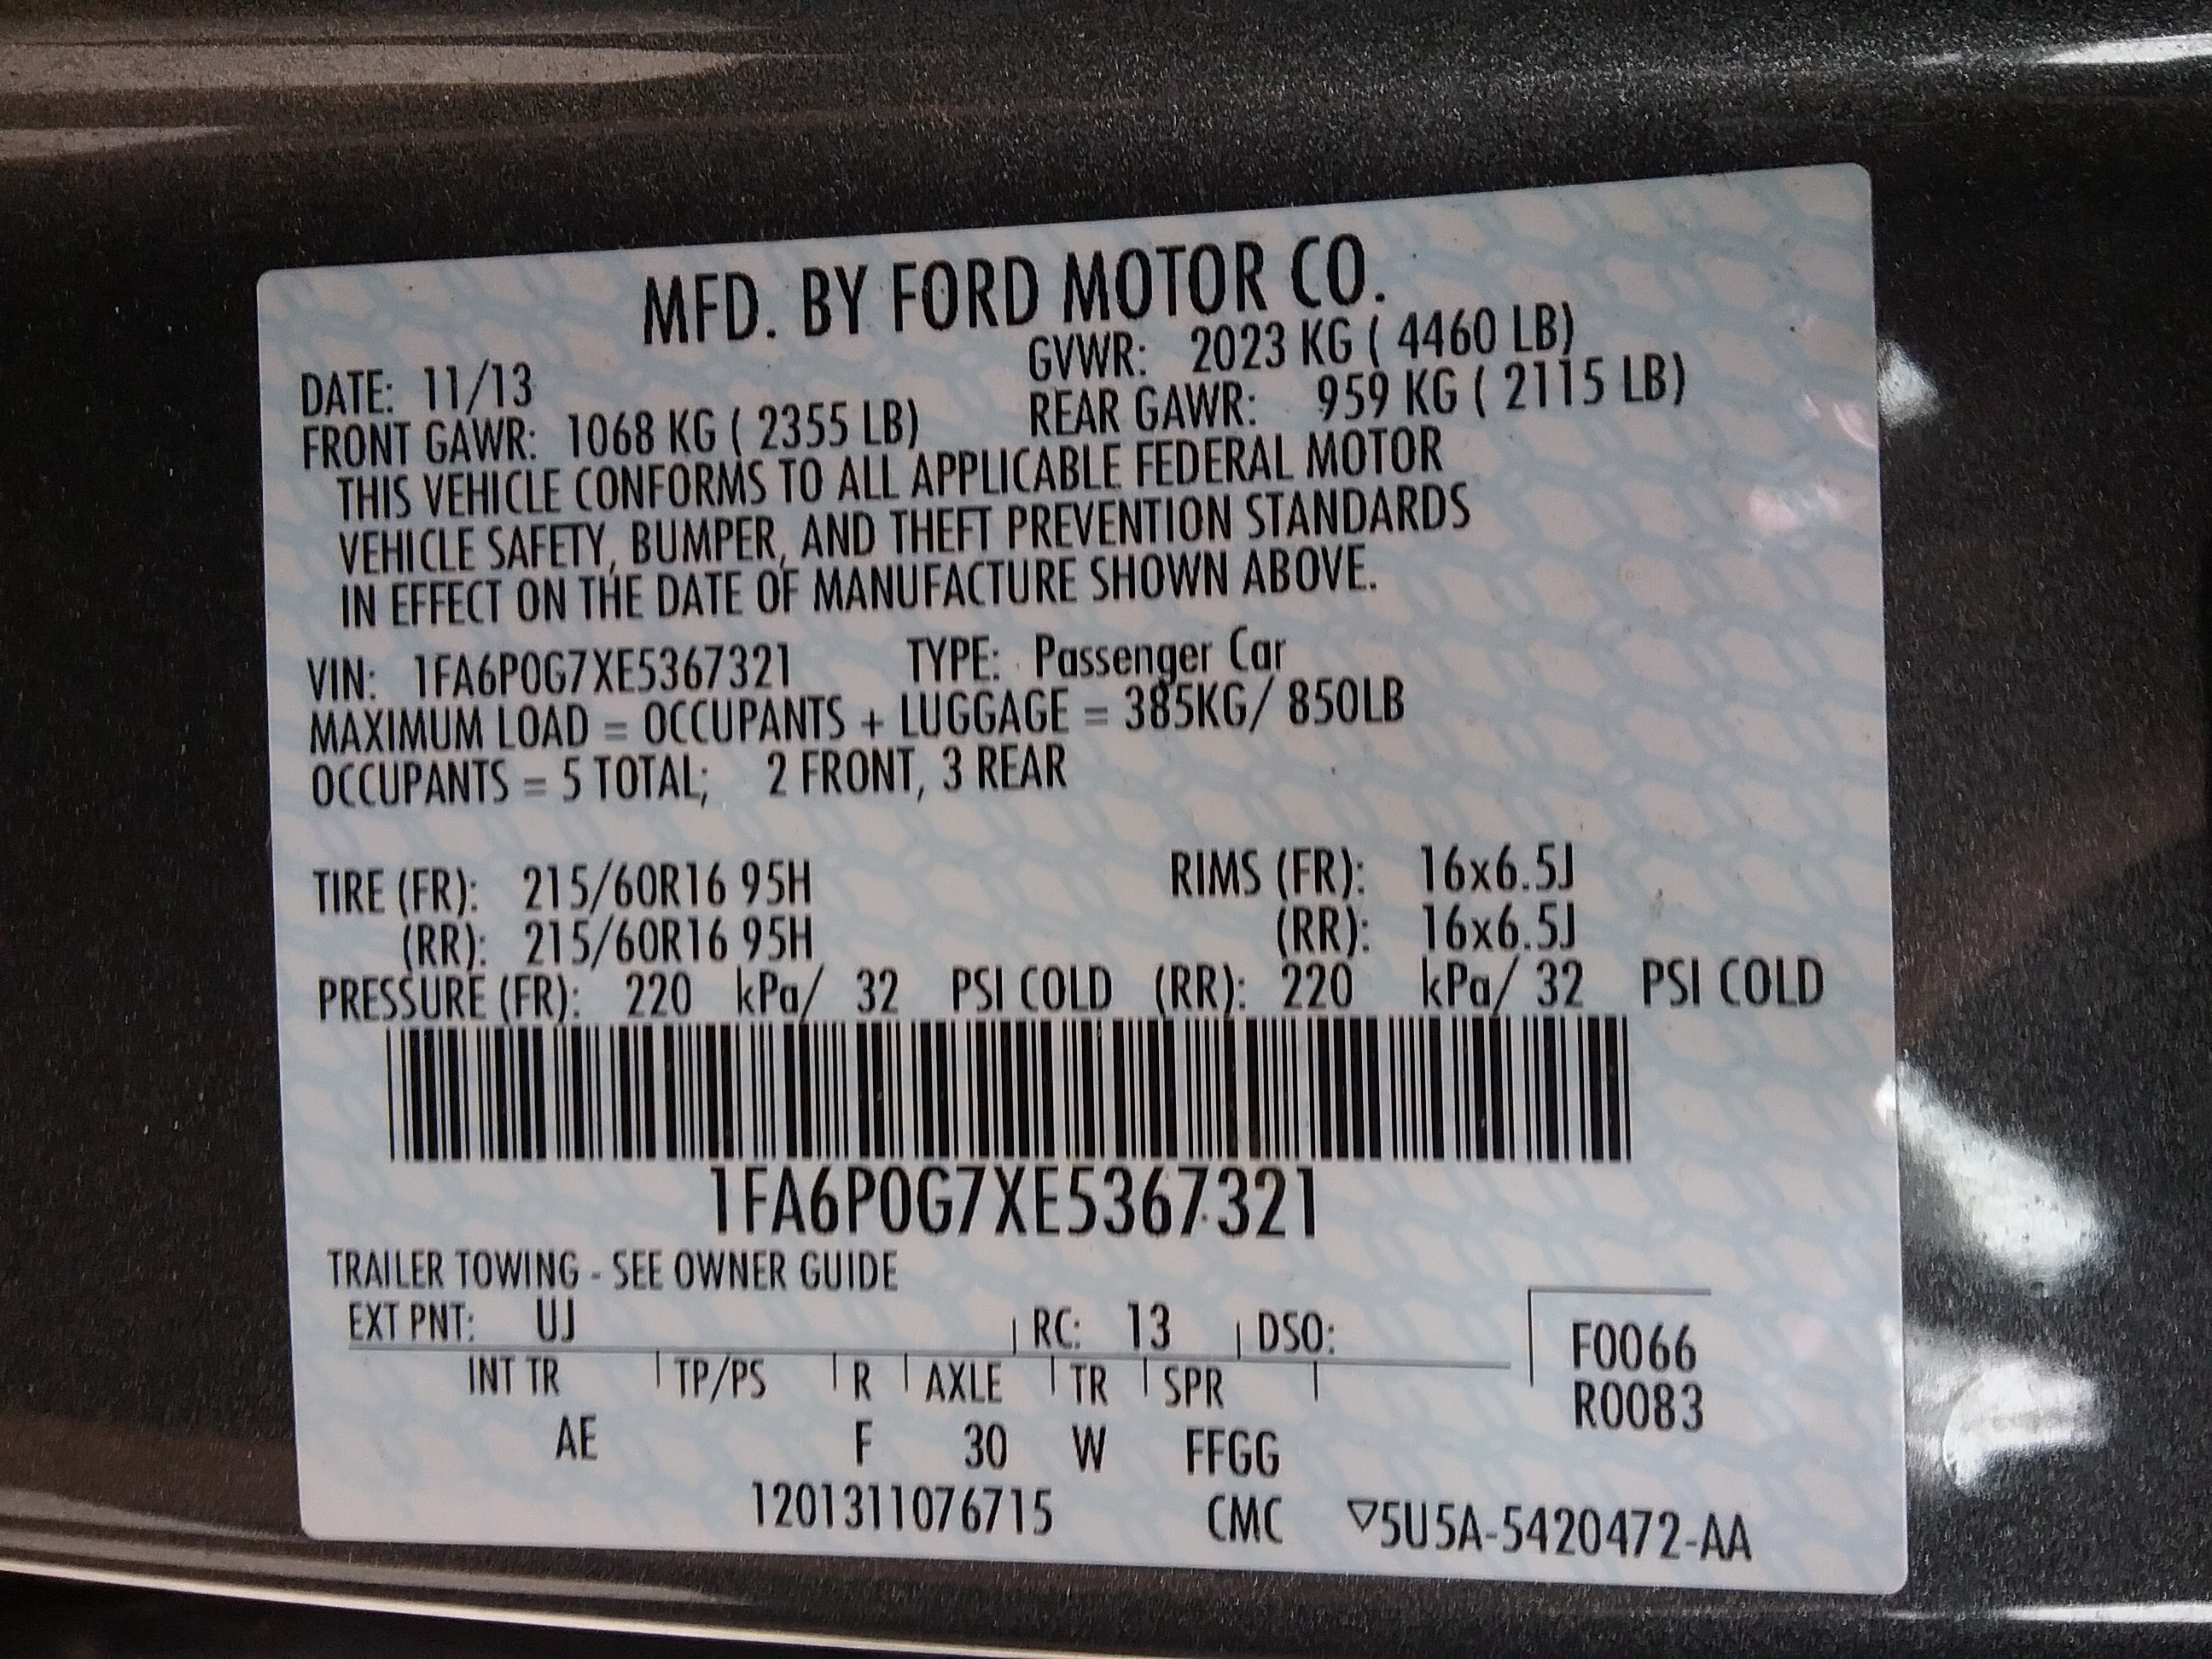 MFD. BY FORD MOTOR CO.
DATE: 11/13 GVWR: 2023 KG ( 4460 LB)
FRONT GAWR: 1068 KG ( 2355 LB) REAR GAWR: 959 KG ( 2115 LB)
THIS VEHICLE CONFORMS TO ALL APPLICABLE FEDERAL MOTOR
VEHICLE SAFETY, BUMPER, AND THEFT PREVENTION STANDARDS
IN EFFECT ON THE DATE OF MANUFACTURE SHOWN ABOVE.
VIN: 1FA6P0G7XE5367321 TYPE: Passenger Car
MAXIMUM LOAD = OCCUPANTS + LUGGAGE = 385KG/ 850LB
OCCUPANTS = 5 TOTAL; 2 FRONT, 3 REAR
TIRE (FR): 215/60R16 95H RIMS (FR): 16x6.5J
(RR): 215/60R16 95H (RR): 16x6.5J
PRESSURE (FR): 220 kPa/ 32 PSI COLD (RR): 220 kPa/ 32 PSI COLD
1FA6P0G7XE5367321
TRAILER TOWING - SEE OWNER GUIDE
EXT PNT: UJ RC: 13 DSO: F0066
INT TR TP/PS R AXLE TR SPR R0083
AE F 30 W FFGG
1201311076715 CMC ▽5U5A-5420472-AA